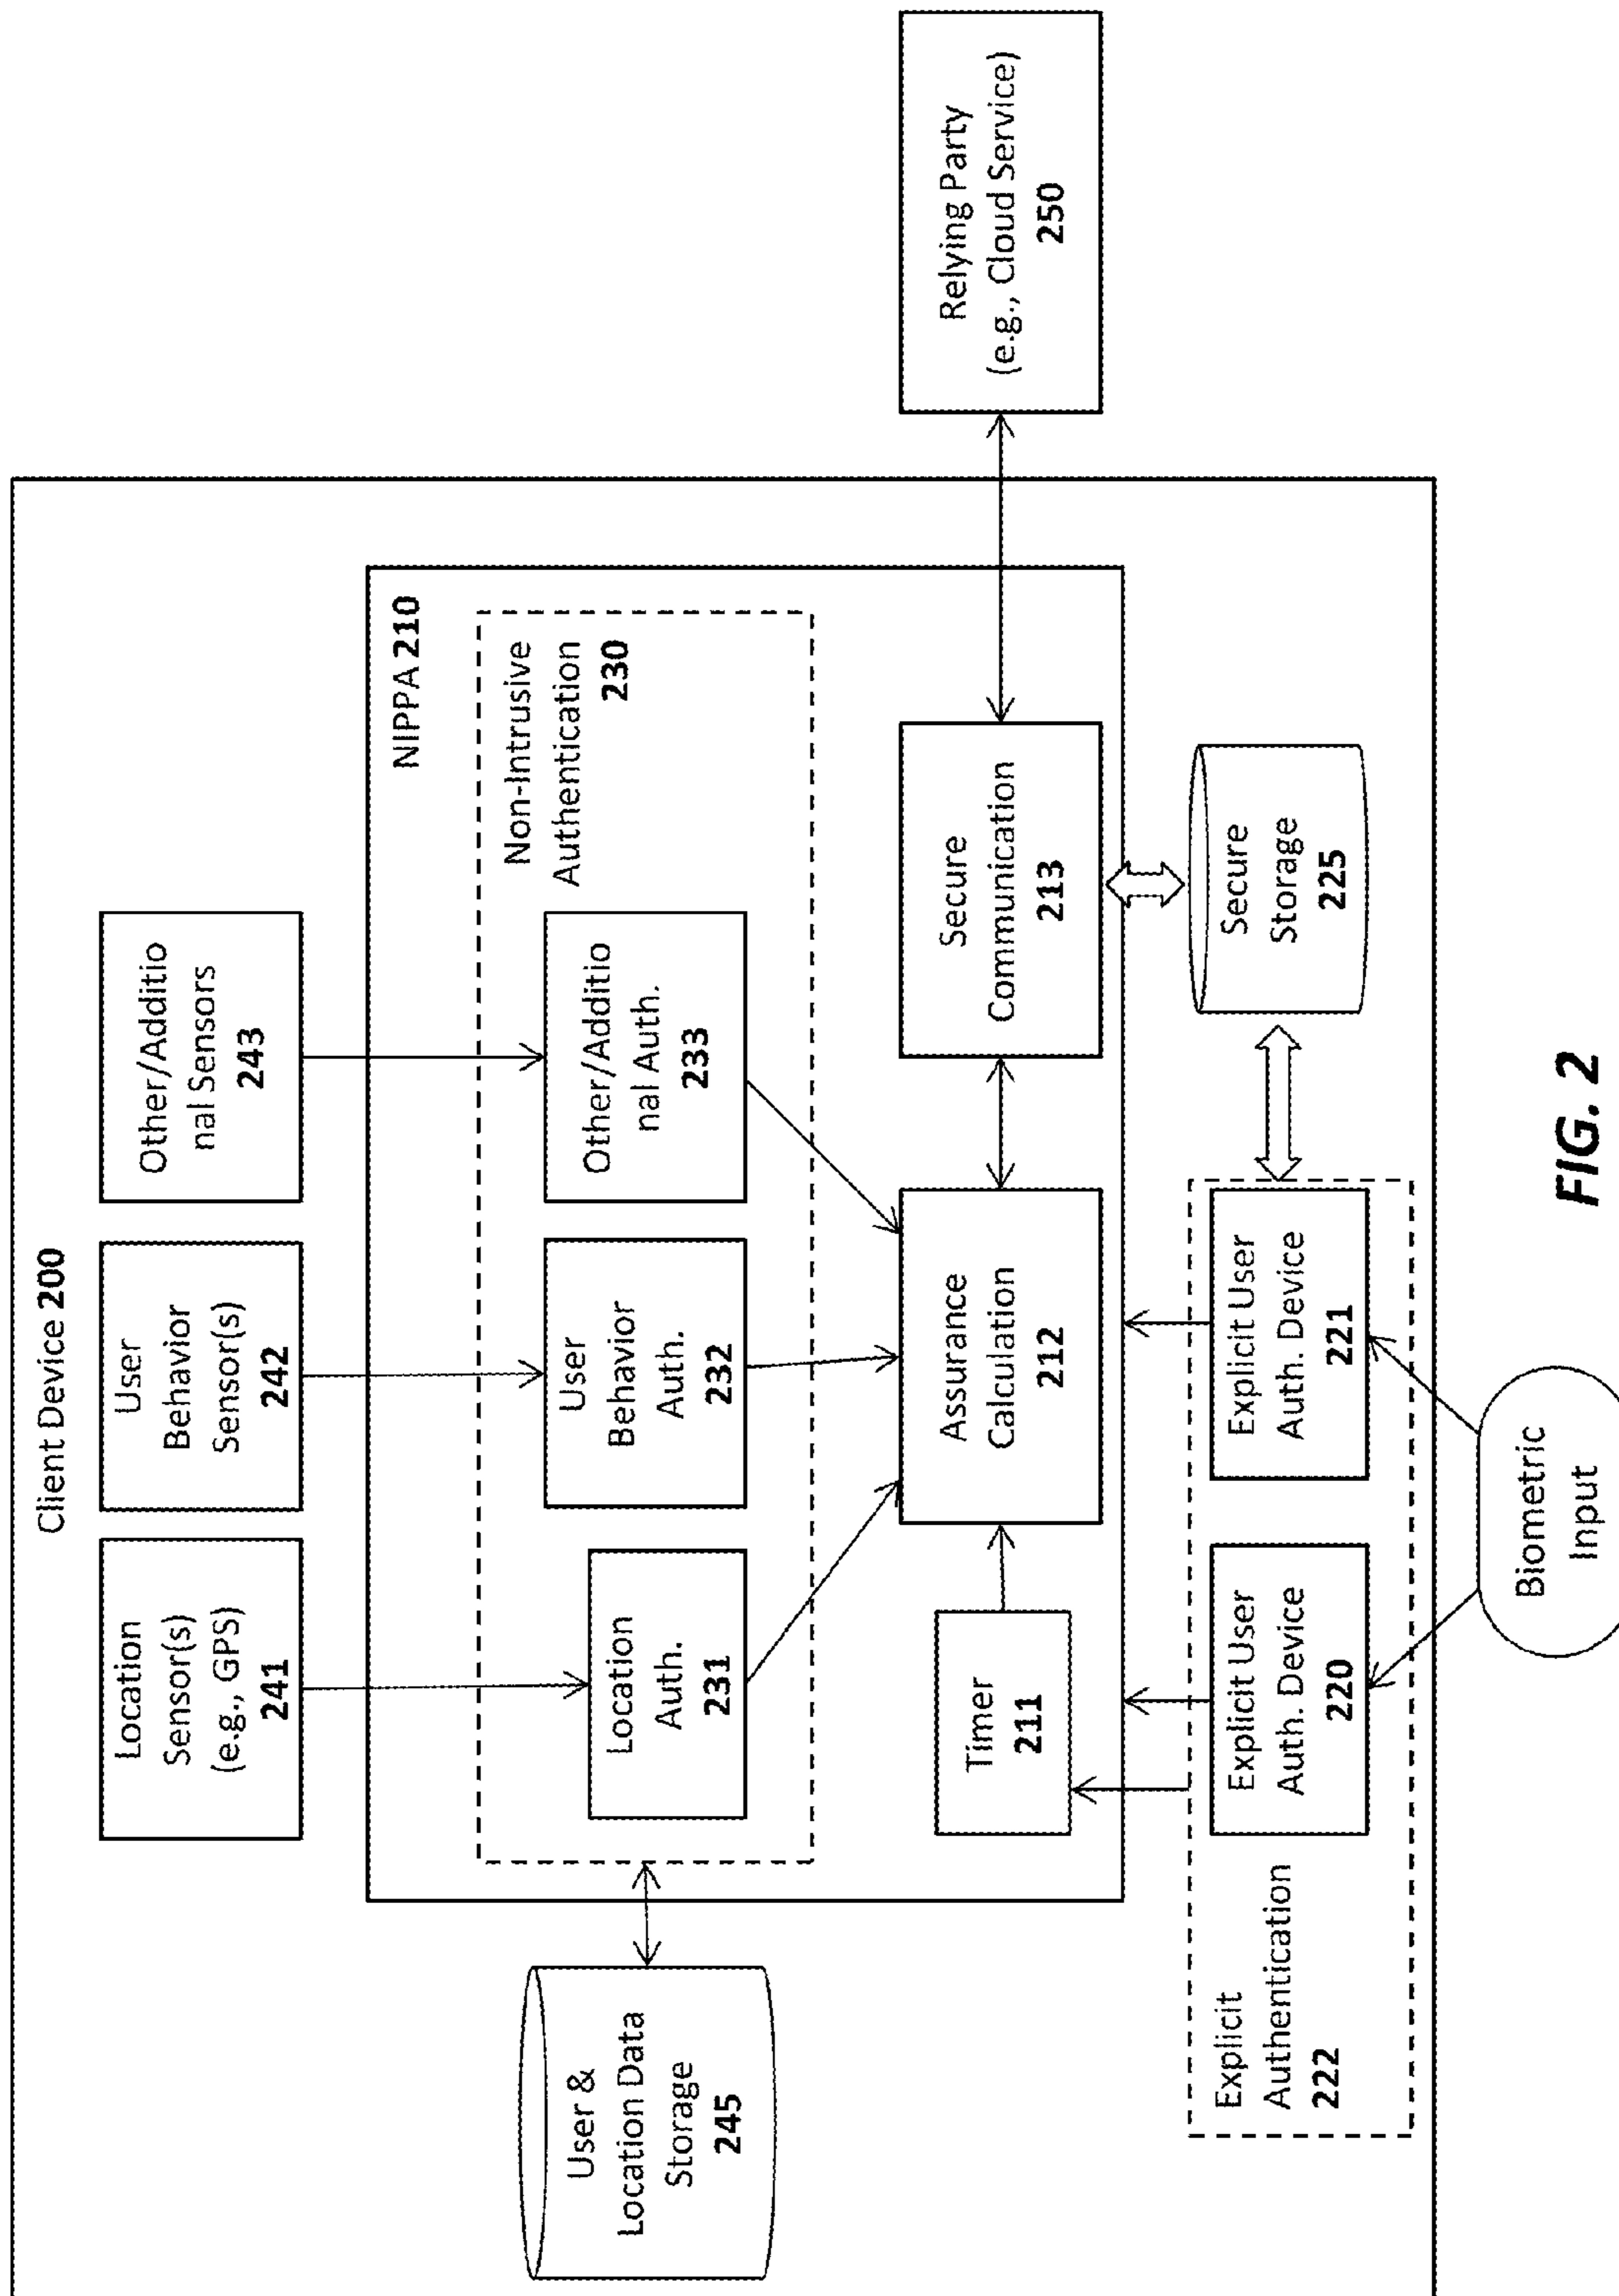 Client Device 200
Location
Sensor(s)
(e.g., GPS)
241
User
Behavior
Sensor(s)
242
Other/Additio
nal Sensors
243
NIPPA 210
Non-Intrusive
Authentication
230
User &
Location Data
Storage
245
Location
Auth.
231
User
Behavior
Auth.
232
Other/Additio
nal Auth.
233
Timer
211
Assurance
Calculation
212
Secure
Communication
213
Relying Party
(e.g., Cloud Service)
250
Explicit
Authentication
222
Explicit User
Auth. Device
220
Explicit User
Auth. Device
221
Secure
Storage
225
Biometric
Input
FIG. 2